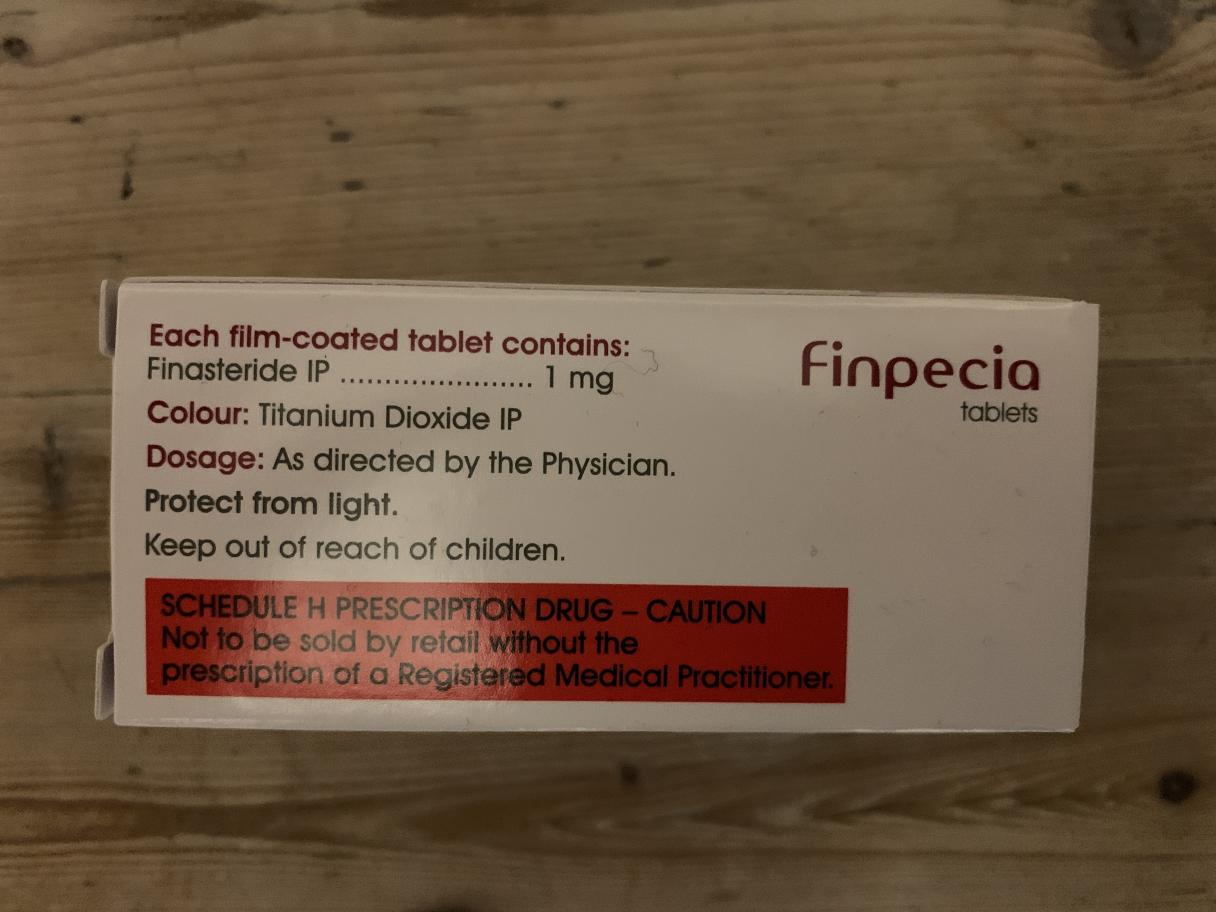 Each film-coated tablet contains:
Finasteride IP ...................... 1 mg
Colour: Titanium Dioxide IP
Dosage: As directed by the Physician.
Protect from light.
Keep out of reach of children.
SCHEDULE H PRESCRIPTION DRUG – CAUTION
Not to be sold by retail without the
prescription of a Registered Medical Practitioner.
Finpecia
tablets